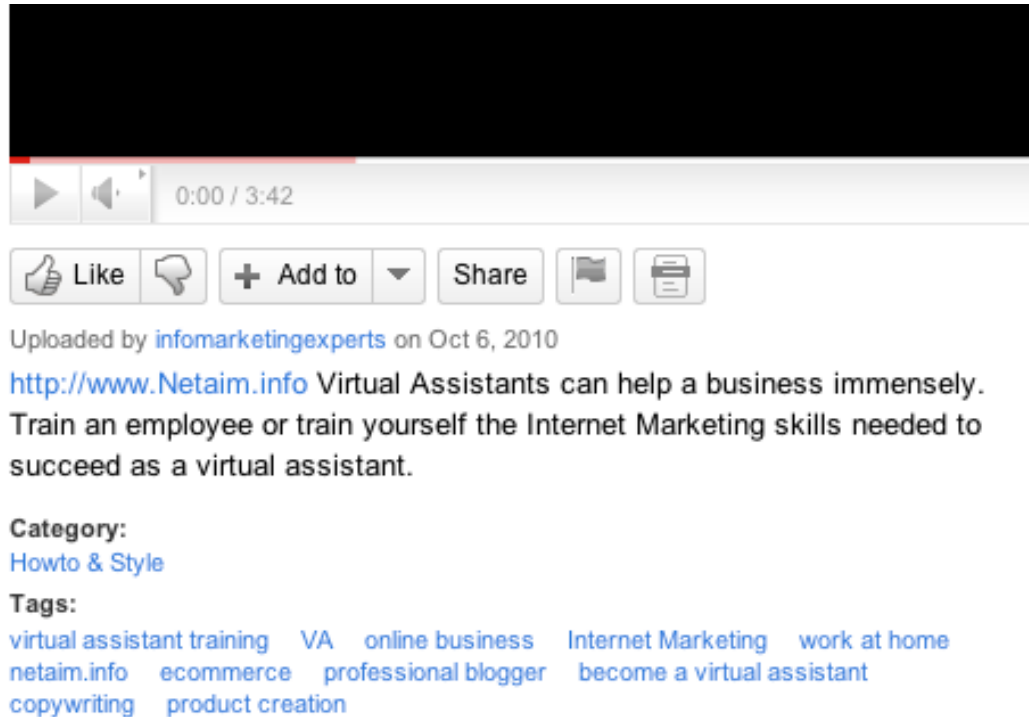 0:00 / 3:42
Like Add to Share
Uploaded by infomarketingexperts on Oct 6, 2010
http://www.Netaim.info Virtual Assistants can help a business immensely.
Train an employee or train yourself the Internet Marketing skills needed to
succeed as a virtual assistant.
Category:
Howto & Style
Tags:
virtual assistant training VA online business Internet Marketing work at home
netaim.info ecommerce professional blogger become a virtual assistant
copywriting product creation